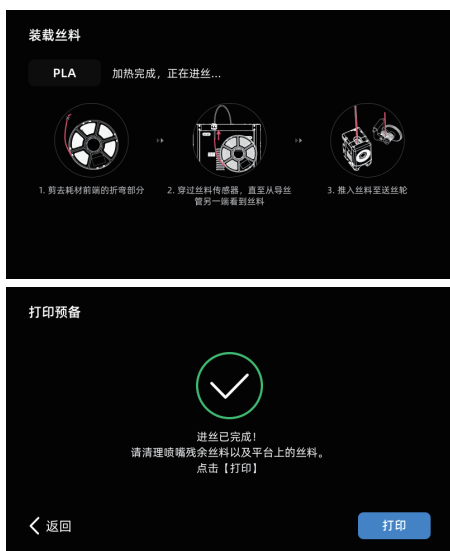 装载丝料
PLA
加热完成，正在进丝...
1. 剪去耗材前端的折弯部分
2. 穿过丝料传感器，直至从导丝
管另一端看到丝料
3. 推入丝料至送丝轮
打印预备
进丝已完成！
请清理喷嘴残余丝料以及平台上的丝料。
点击【打印】
返回
打印